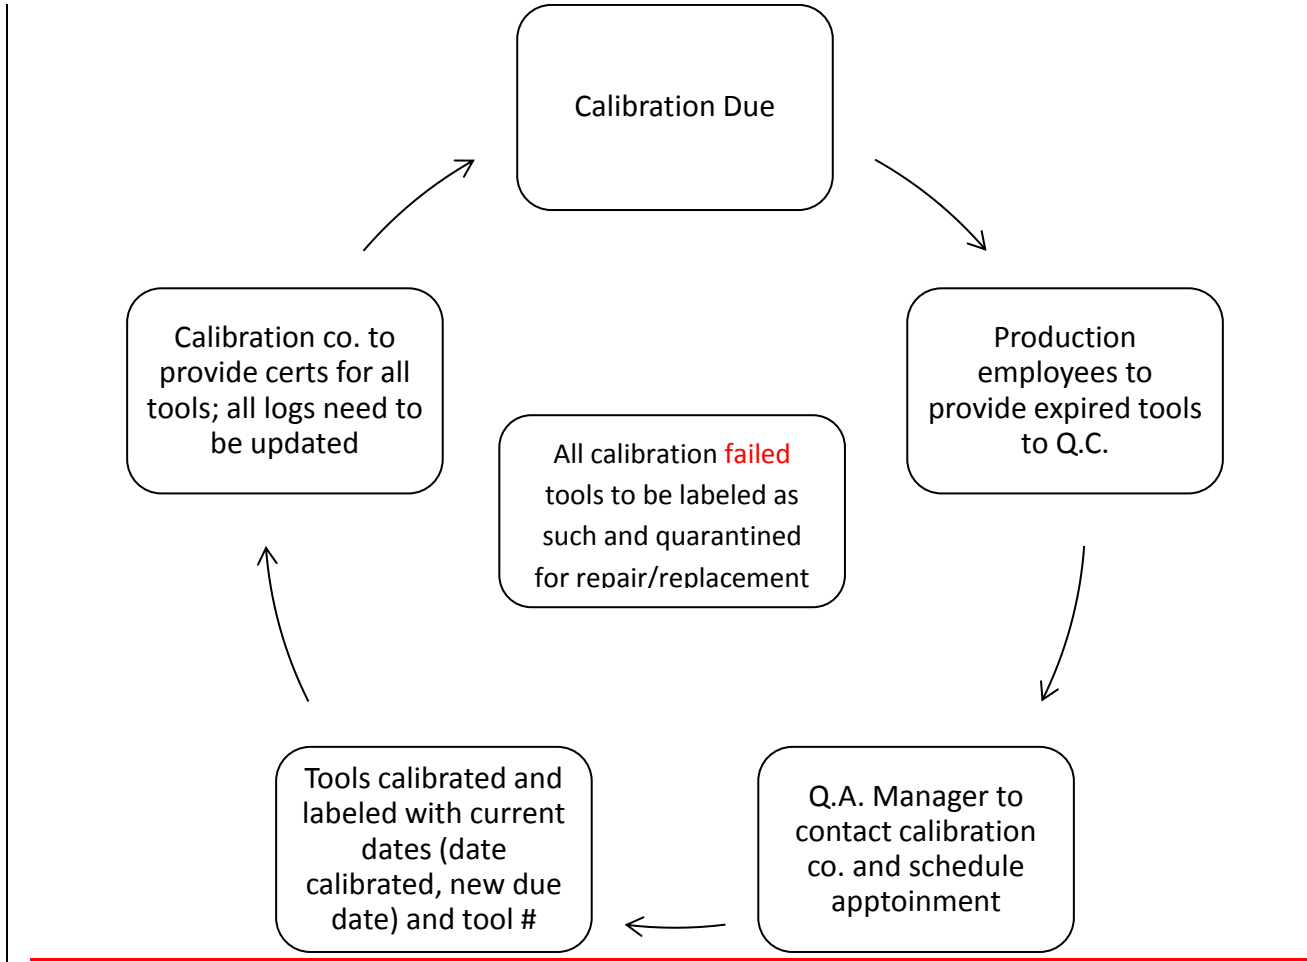 Calibration Due
Production
employees to
provide expired tools
to Q.C.
Q.A. Manager to
contact calibration
co. and schedule
apptoinment
Tools calibrated and
labeled with current
dates (date
calibrated, new due
date) and tool #
Calibration co. to
provide certs for all
tools; all logs need to
be updated
All calibration failed
tools to be labeled as
such and quarantined
for repair/replacement